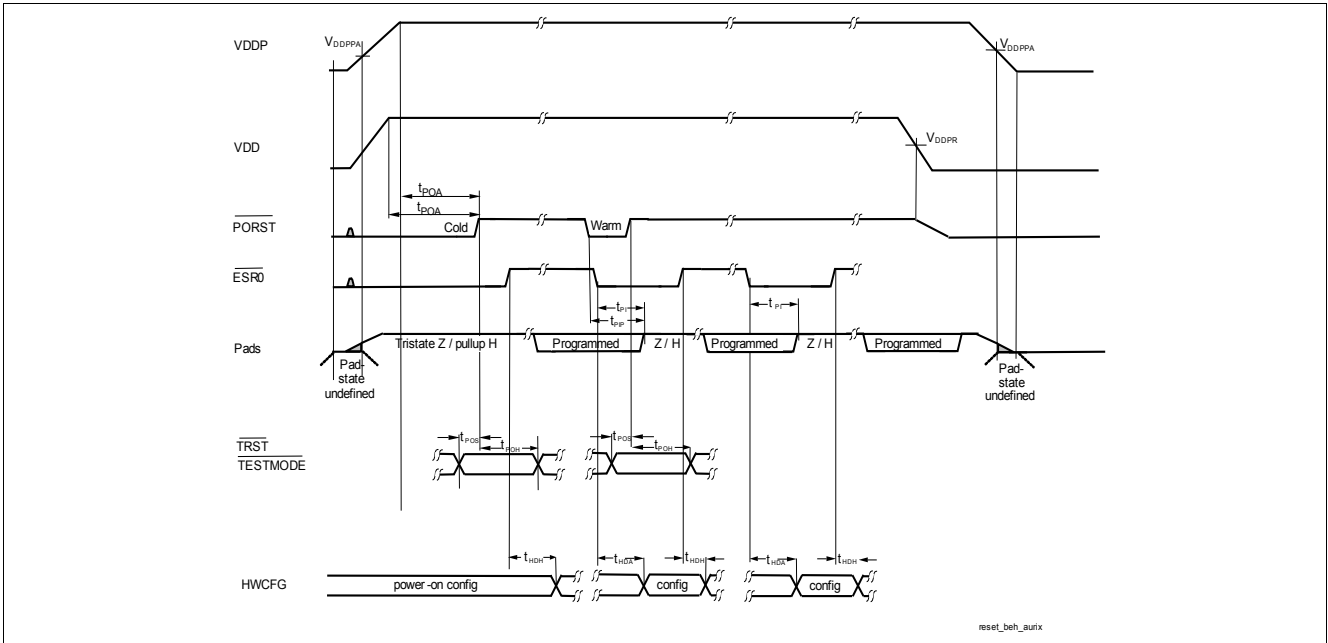 VDDP
VDDPPA
VDDPPA
VDD
VDDPR
tPOA
tPOA
PORST
Cold
Warm
ESR0
tPI
tPI
tPIP
Pads
Tristate Z / pullup H
Programmed
Z / H
Programmed
Z / H
Programmed
Pad-
state
undefined
Pad-
state
undefined
TRST
TESTMODE
tPOS
tPOH
tPOS
tPOH
tHDH
tHDA
tHDH
tHDA
tHDH
HWCFG
power -on config
config
config
reset_beh_aurix